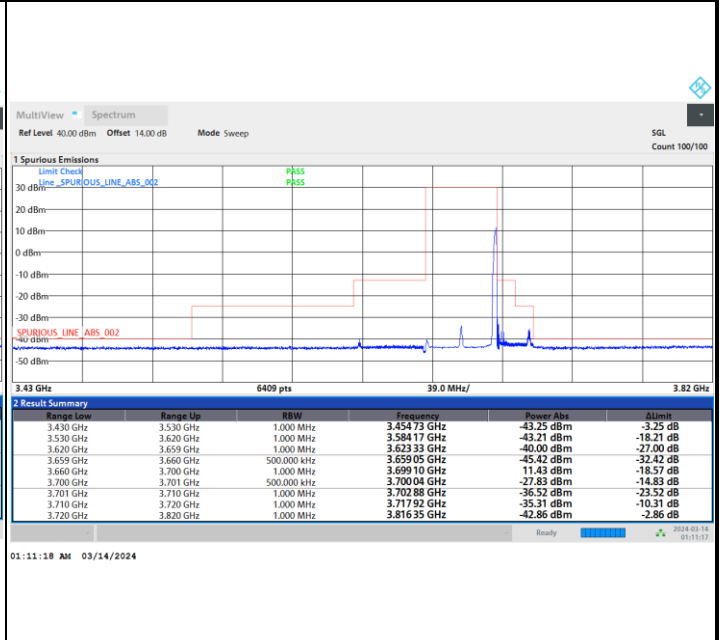 MultiView Spectrum
Ref Level 40.00 dBm Offset 14.00 dB Mode Sweep SGL
Count 100/100
1 Spurious Emissions
Limit Check PASS
Line _SPURIOUS_LINE_ABS_002 PASS
30 dBm
20 dBm
10 dBm
0 dBm
-10 dBm
-20 dBm
-30 dBm
SPURIOUS_LINE_ABS_002
-40 dBm
-50 dBm
3.43 GHz 6409 pts 39.0 MHz/ 3.82 GHz
2 Result Summary
Range Low Range Up RBW Frequency Power Abs ΔLimit
3.430 GHz 3.530 GHz 1.000 MHz 3.454 73 GHz -43.25 dBm -3.25 dB
3.530 GHz 3.620 GHz 1.000 MHz 3.584 17 GHz -43.21 dBm -18.21 dB
3.620 GHz 3.659 GHz 1.000 MHz 3.623 33 GHz -40.00 dBm -27.00 dB
3.659 GHz 3.660 GHz 500.000 kHz 3.659 05 GHz -45.42 dBm -32.42 dB
3.660 GHz 3.700 GHz 1.000 MHz 3.699 10 GHz 11.43 dBm -18.57 dB
3.700 GHz 3.701 GHz 500.000 kHz 3.700 04 GHz -27.83 dBm -14.83 dB
3.701 GHz 3.710 GHz 1.000 MHz 3.702 88 GHz -36.52 dBm -23.52 dB
3.710 GHz 3.720 GHz 1.000 MHz 3.717 92 GHz -35.31 dBm -10.31 dB
3.720 GHz 3.820 GHz 1.000 MHz 3.816 35 GHz -42.86 dBm -2.86 dB
Ready 2024-03-14
01:11:17
01:11:18 AM 03/14/2024